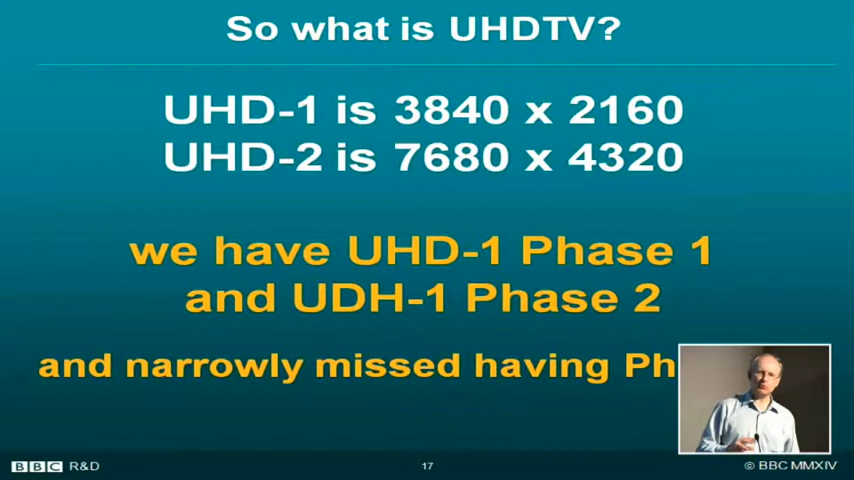 So what is UHDTV?
UHD-1 is 3840 x 2160
UHD-2 is 7680 x 4320
we have UHD-1 Phase 1
and UDH-1 Phase 2
and narrowly missed having Ph
BBC R&D
17
© BBC MMXIV